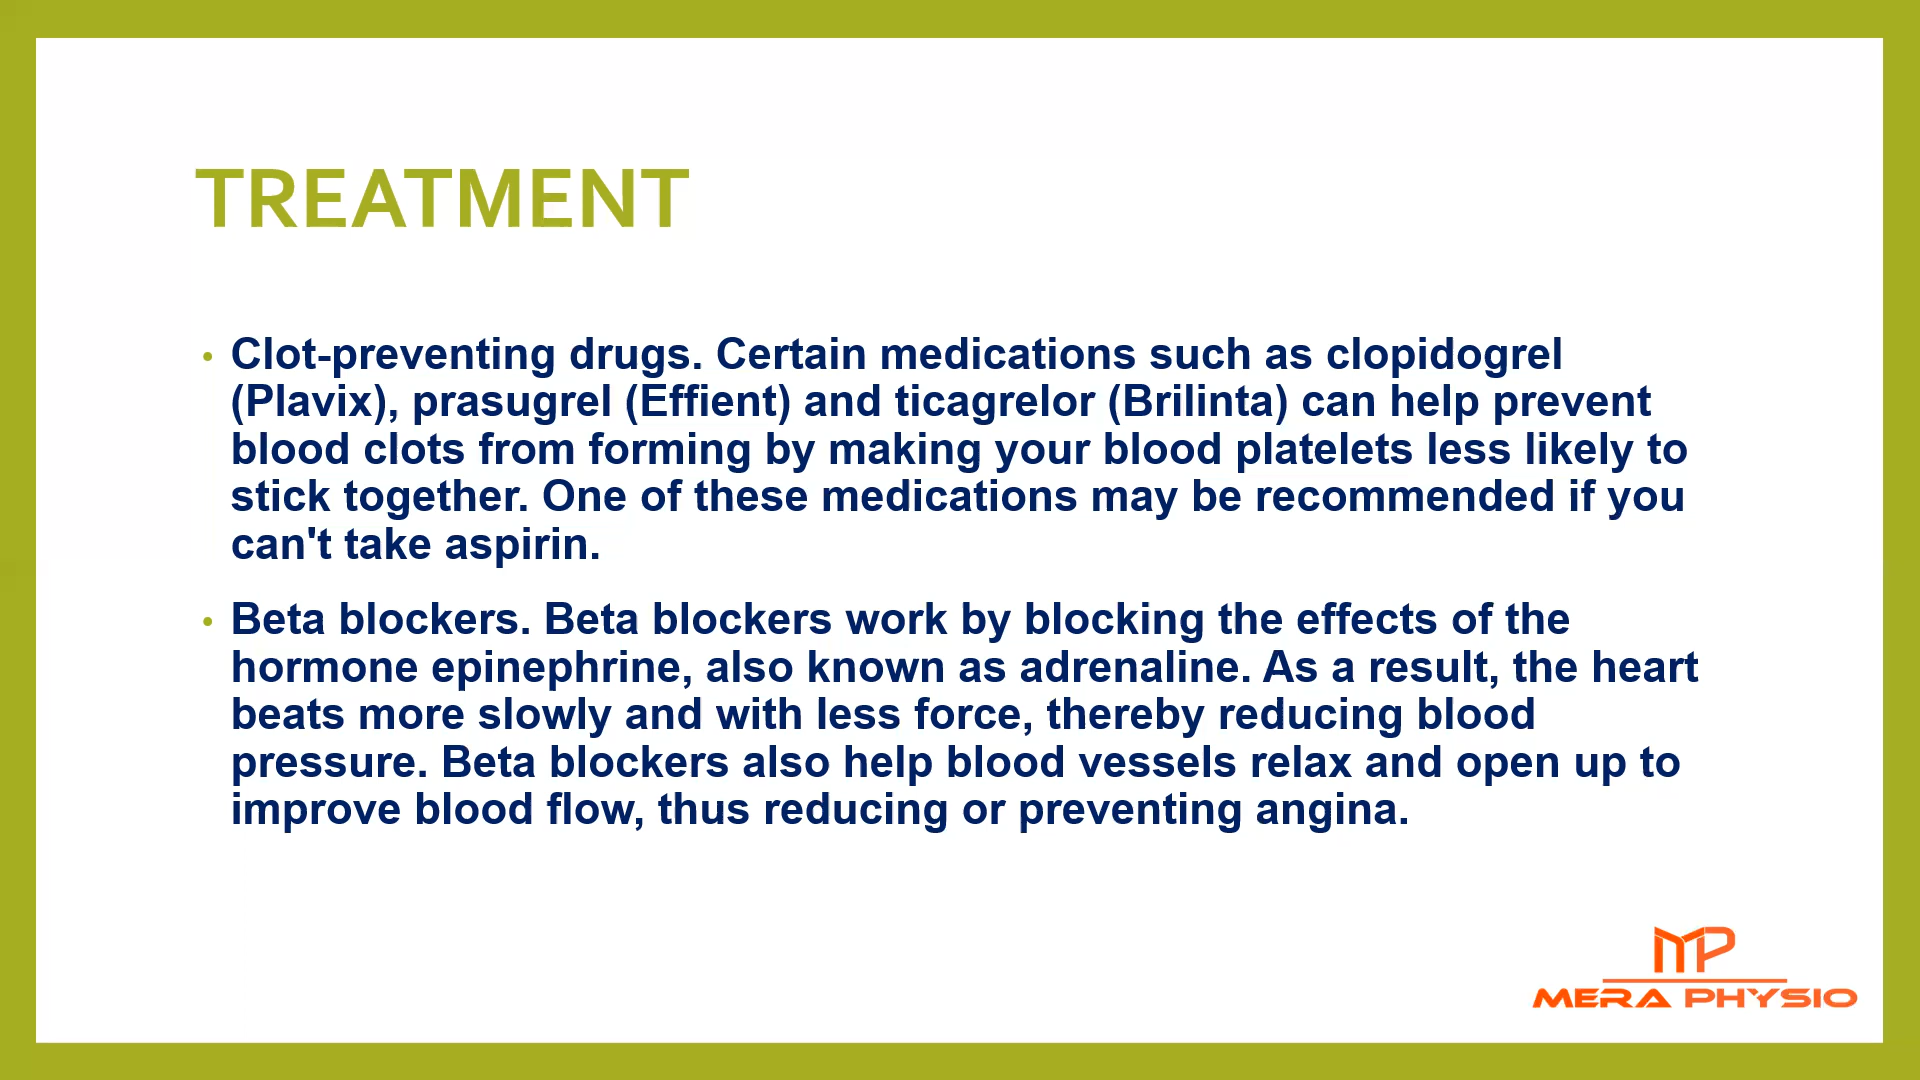 TREATMENT
• Clot-preventing drugs. Certain medications such as clopidogrel
(Plavix), prasugrel (Effient) and ticagrelor (Brilinta) can help prevent
blood clots from forming by making your blood platelets less likely to
stick together. One of these medications may be recommended if you
can't take aspirin.
• Beta blockers. Beta blockers work by blocking the effects of the
hormone epinephrine, also known as adrenaline. As a result, the heart
beats more slowly and with less force, thereby reducing blood
pressure. Beta blockers also help blood vessels relax and open up to
improve blood flow, thus reducing or preventing angina.
MP
MERA PHYSIO